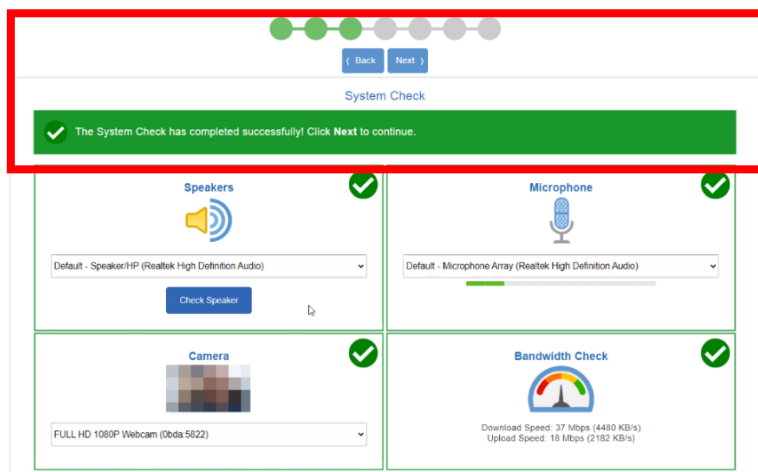 ( Back
Next )
System Check
The System Check has completed successfully! Click Next to continue.
Speakers
Default - Speaker/HP (Realtek High Definition Audio)
Check Speaker
Microphone
Default - Microphone Array (Realtek High Definition Audio)
Camera
FULL HD 1080P Webcam (0bda:5822)
Bandwidth Check
Download Speed: 37 Mbps (4480 KB/s)
Upload Speed: 18 Mbps (2182 KB/s)